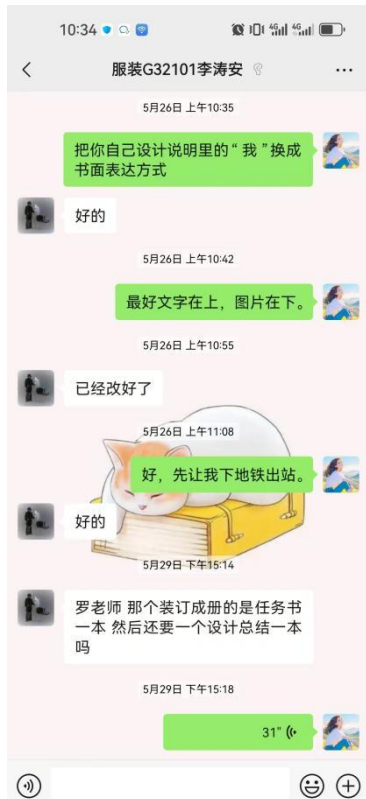 10:34
服装G32101李涛安
5月26日 上午10:35
把你自己设计说明里的“我”换成
书面表达方式
好的
5月26日 上午10:42
最好文字在上，图片在下。
5月26日 上午10:55
已经改好了
5月26日 上午11:08
好，先让我下地铁出站。
好的
5月29日 下午15:14
罗老师 那个装订成册的是任务书
一本 然后还要一个设计总结一本
吗
5月29日 下午15:18
31"